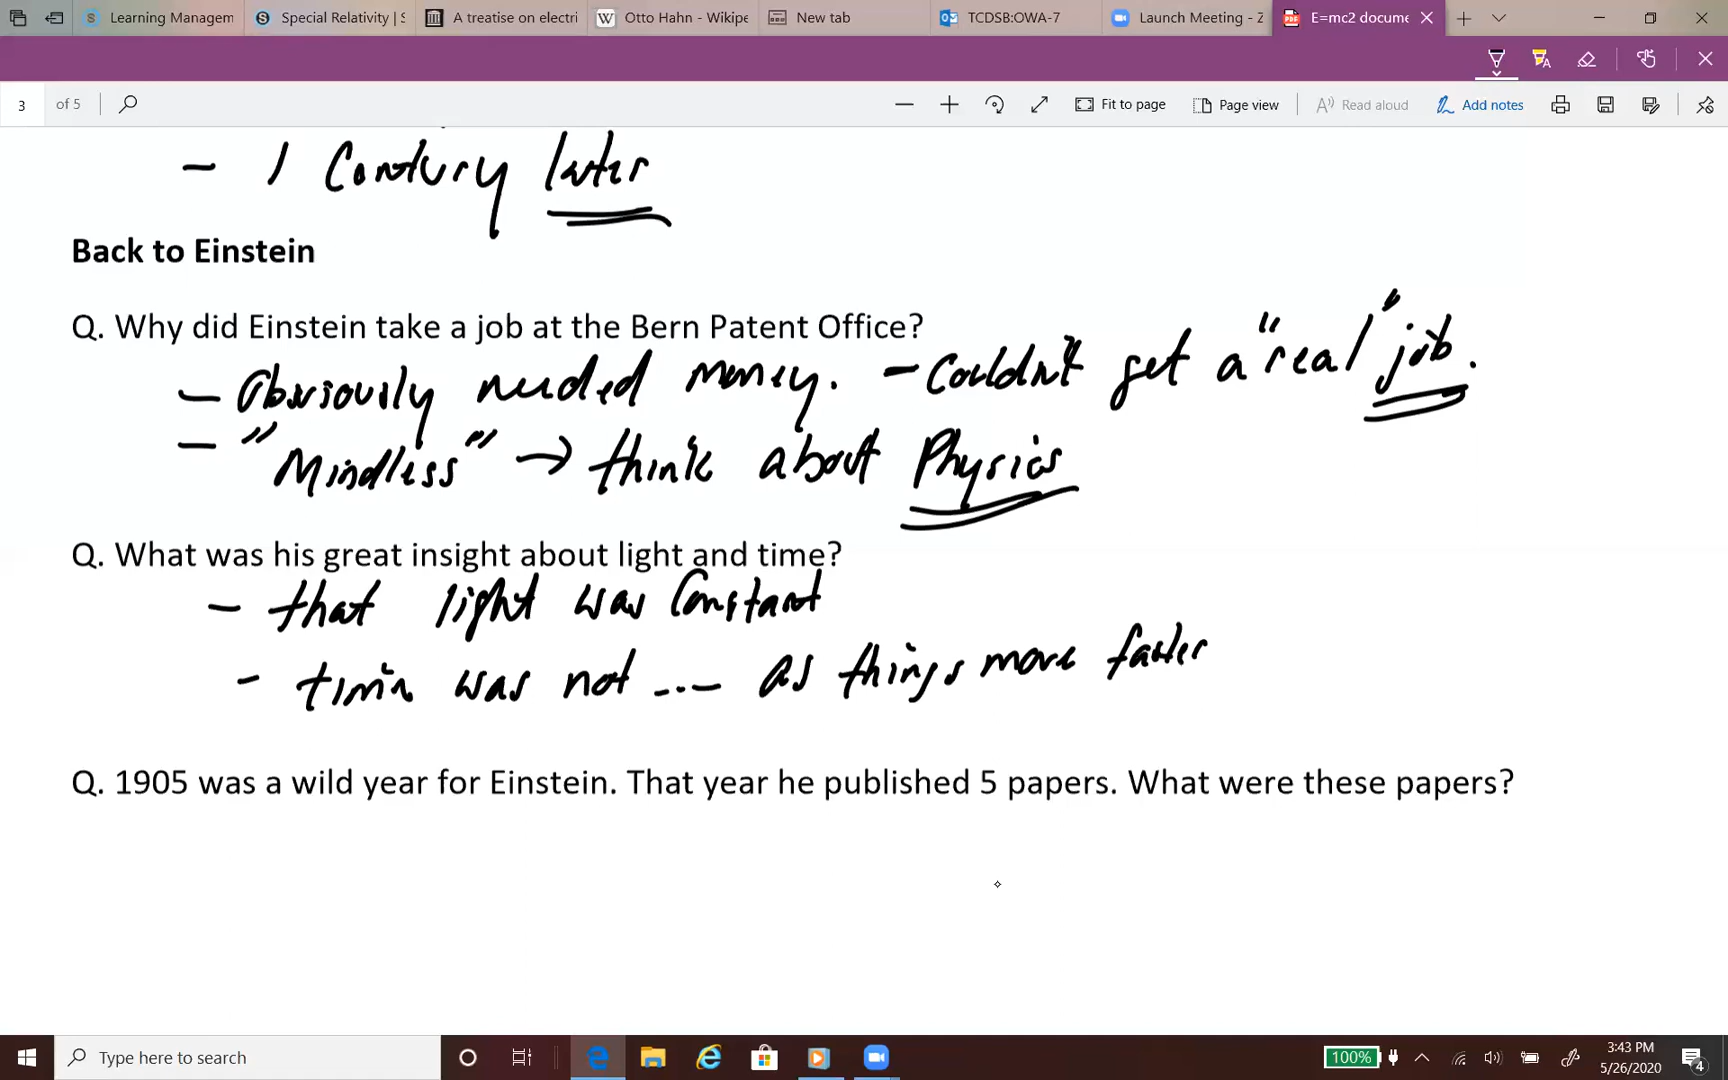 Learning Managem
Special Relativity | S
A treatise on electri
W Otto Hahn - Wikipe
New tab
TCDSB:OWA-7
Launch Meeting - Z
E=mc2 docume
3 of 5
Fit to page
Page view
Read aloud
Add notes
- 1 Century later
Back to Einstein
Q. Why did Einstein take a job at the Bern Patent Office?
- Obviously needed money. - Couldn't get a "real" job.
- "Mindless" → think about Physics
Q. What was his great insight about light and time?
- that light was Constant
- time was not ... as things move faster
Q. 1905 was a wild year for Einstein. That year he published 5 papers. What were these papers?
Type here to search
100%
3:43 PM
5/26/2020
4